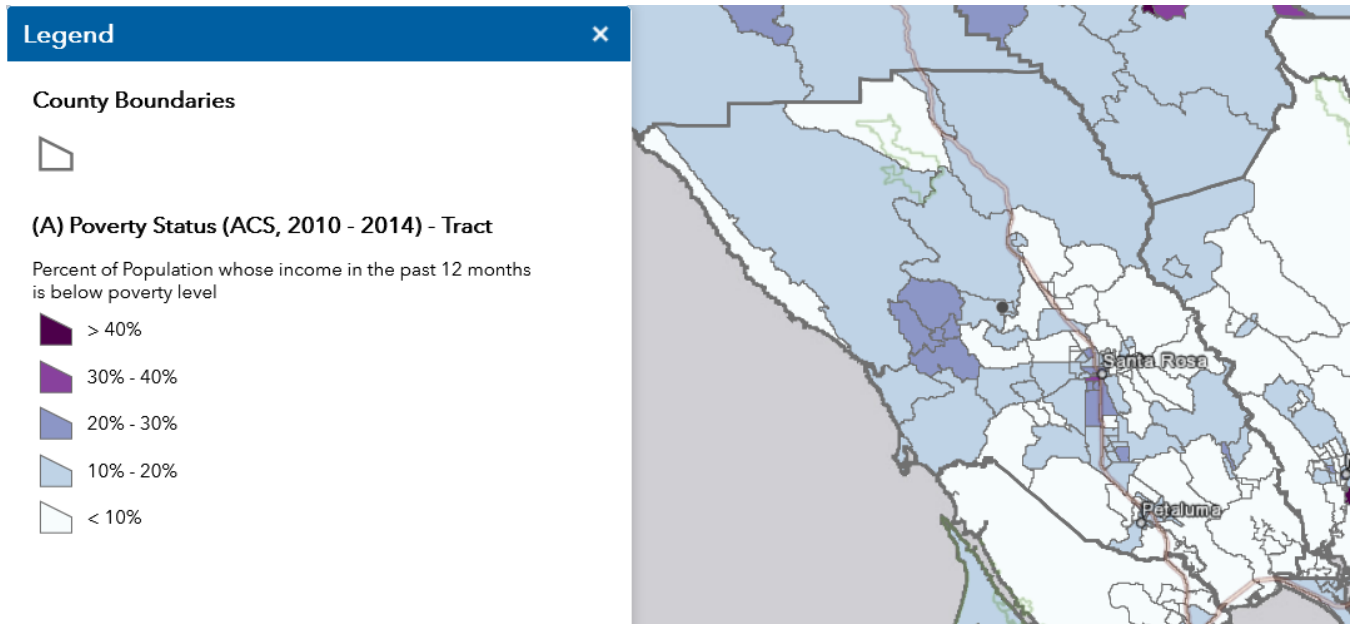 Legend
×
County Boundaries
(A) Poverty Status (ACS, 2010 - 2014) - Tract
Percent of Population whose income in the past 12 months
is below poverty level
> 40%
30% - 40%
20% - 30%
10% - 20%
< 10%
Santa Rosa
Petaluma